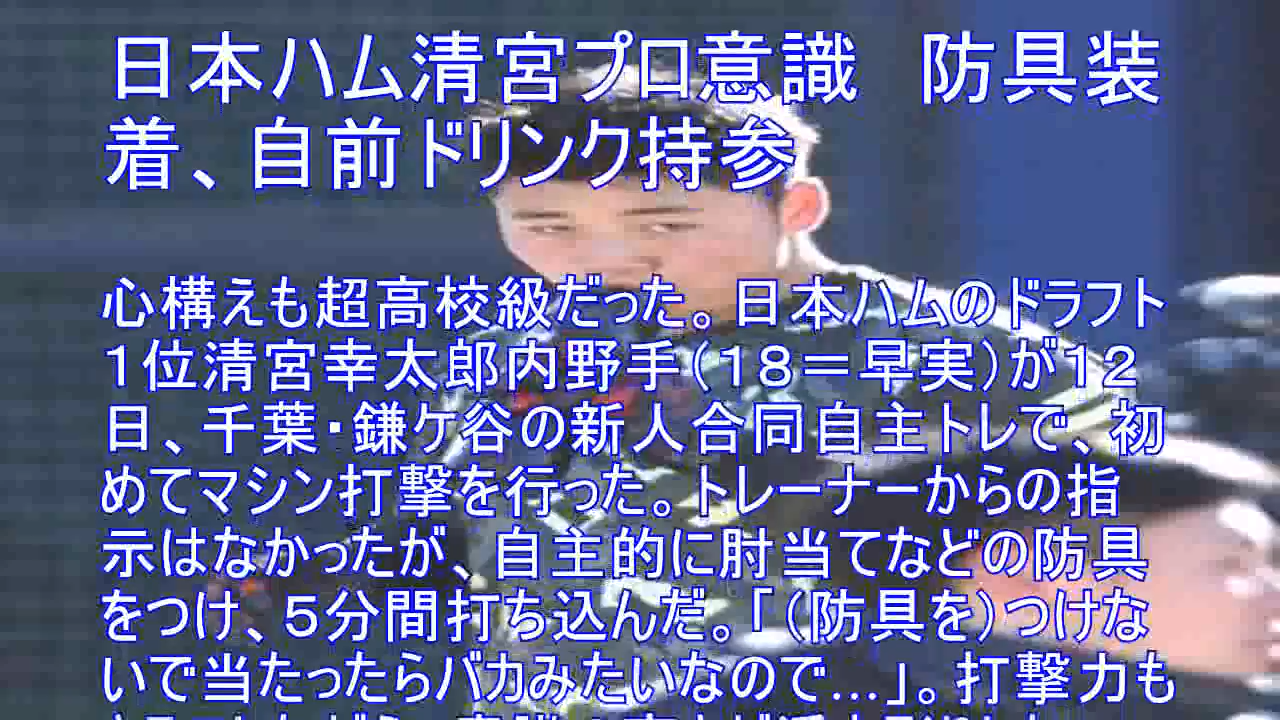 日本ハム清宮プロ意識　防具装
着、自前ドリンク持参
心構えも超高校級だった。日本ハムのドラフト
１位清宮幸太郎内野手（１８＝早実）が１２
日、千葉・鎌ケ谷の新人合同自主トレで、初
めてマシン打撃を行った。トレーナーからの指
示はなかったが、自主的に肘当てなどの防具
をつけ、５分間打ち込んだ。「（防具を）つけな
いで当たったらバカみたいなので…」。打撃力も